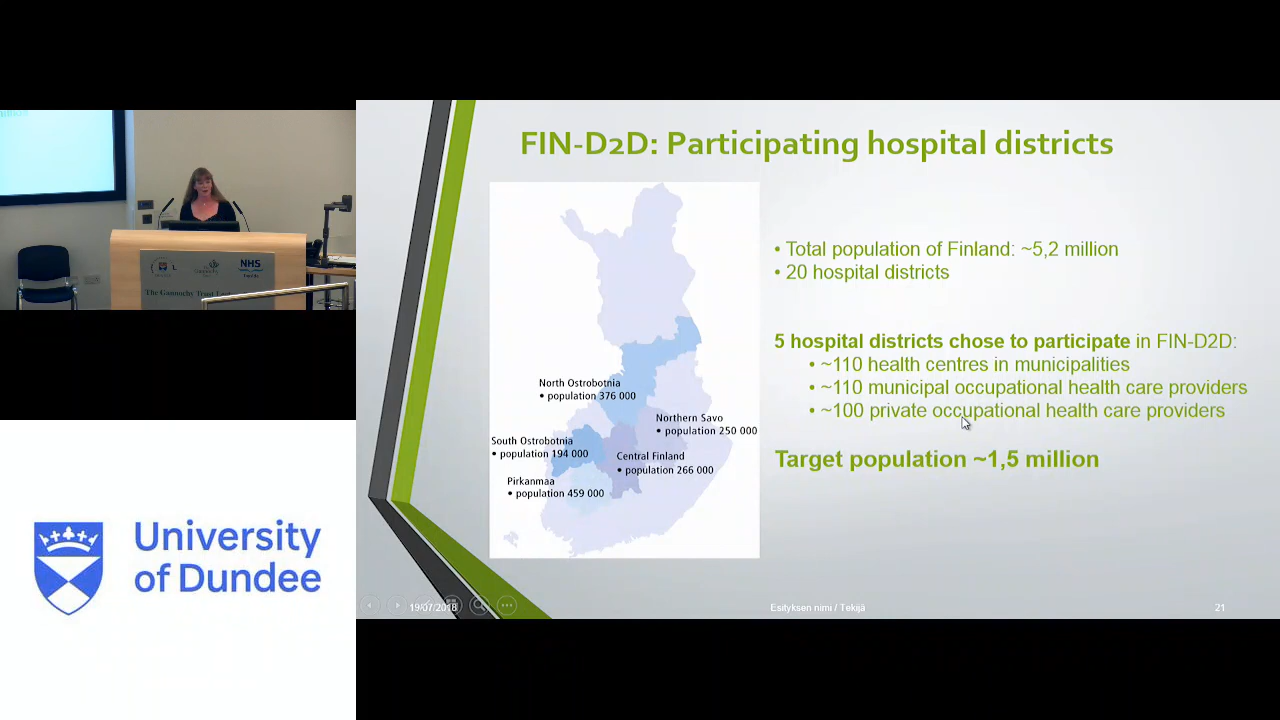 FIN-D2D: Participating hospital districts
• Total population of Finland: ~5,2 million
• 20 hospital districts
5 hospital districts chose to participate in FIN-D2D:
• ~110 health centres in municipalities
• ~110 municipal occupational health care providers
• ~100 private occupational health care providers
Target population ~1,5 million
North Ostrobotnia
• population 376 000
Northern Savo
• population 250 000
South Ostrobotnia
• population 194 000
Central Finland
• population 266 000
Pirkanmaa
• population 459 000
19/07/2018
Esityksen nimi / Tekijä
21
NHS
The Gannochy Trust
University
of Dundee